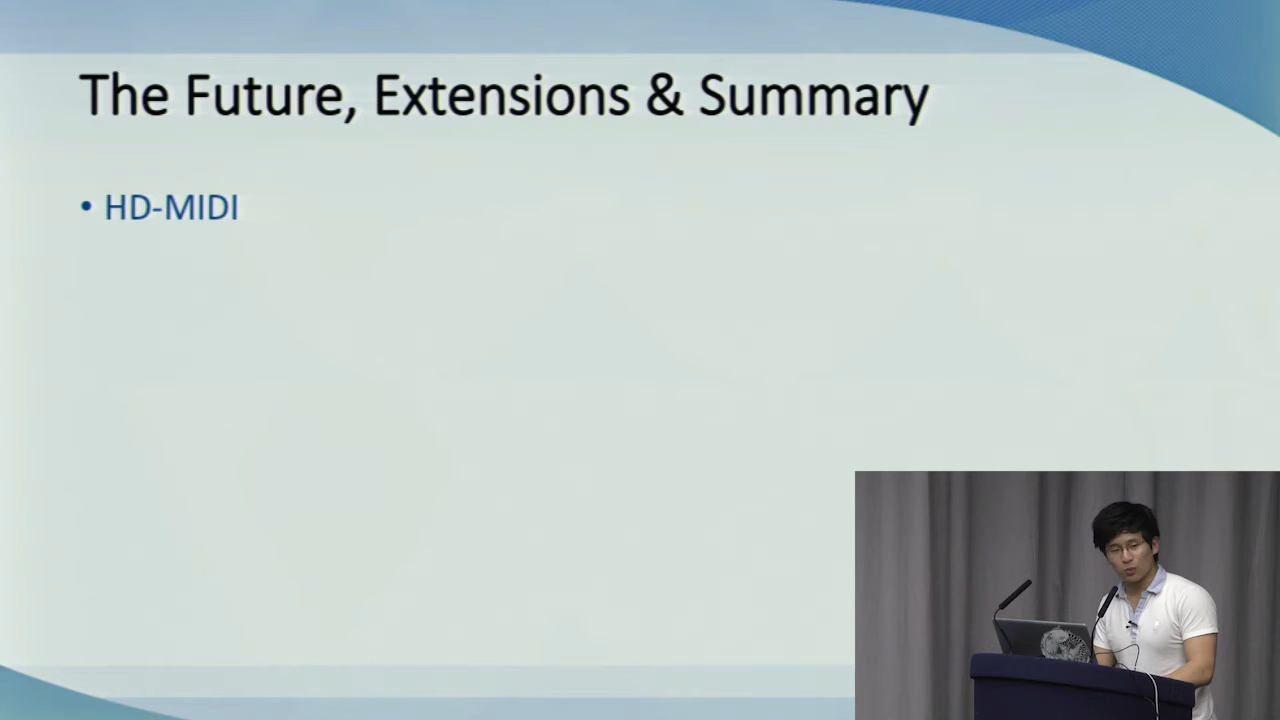 The Future, Extensions & Summary
• HD-MIDI